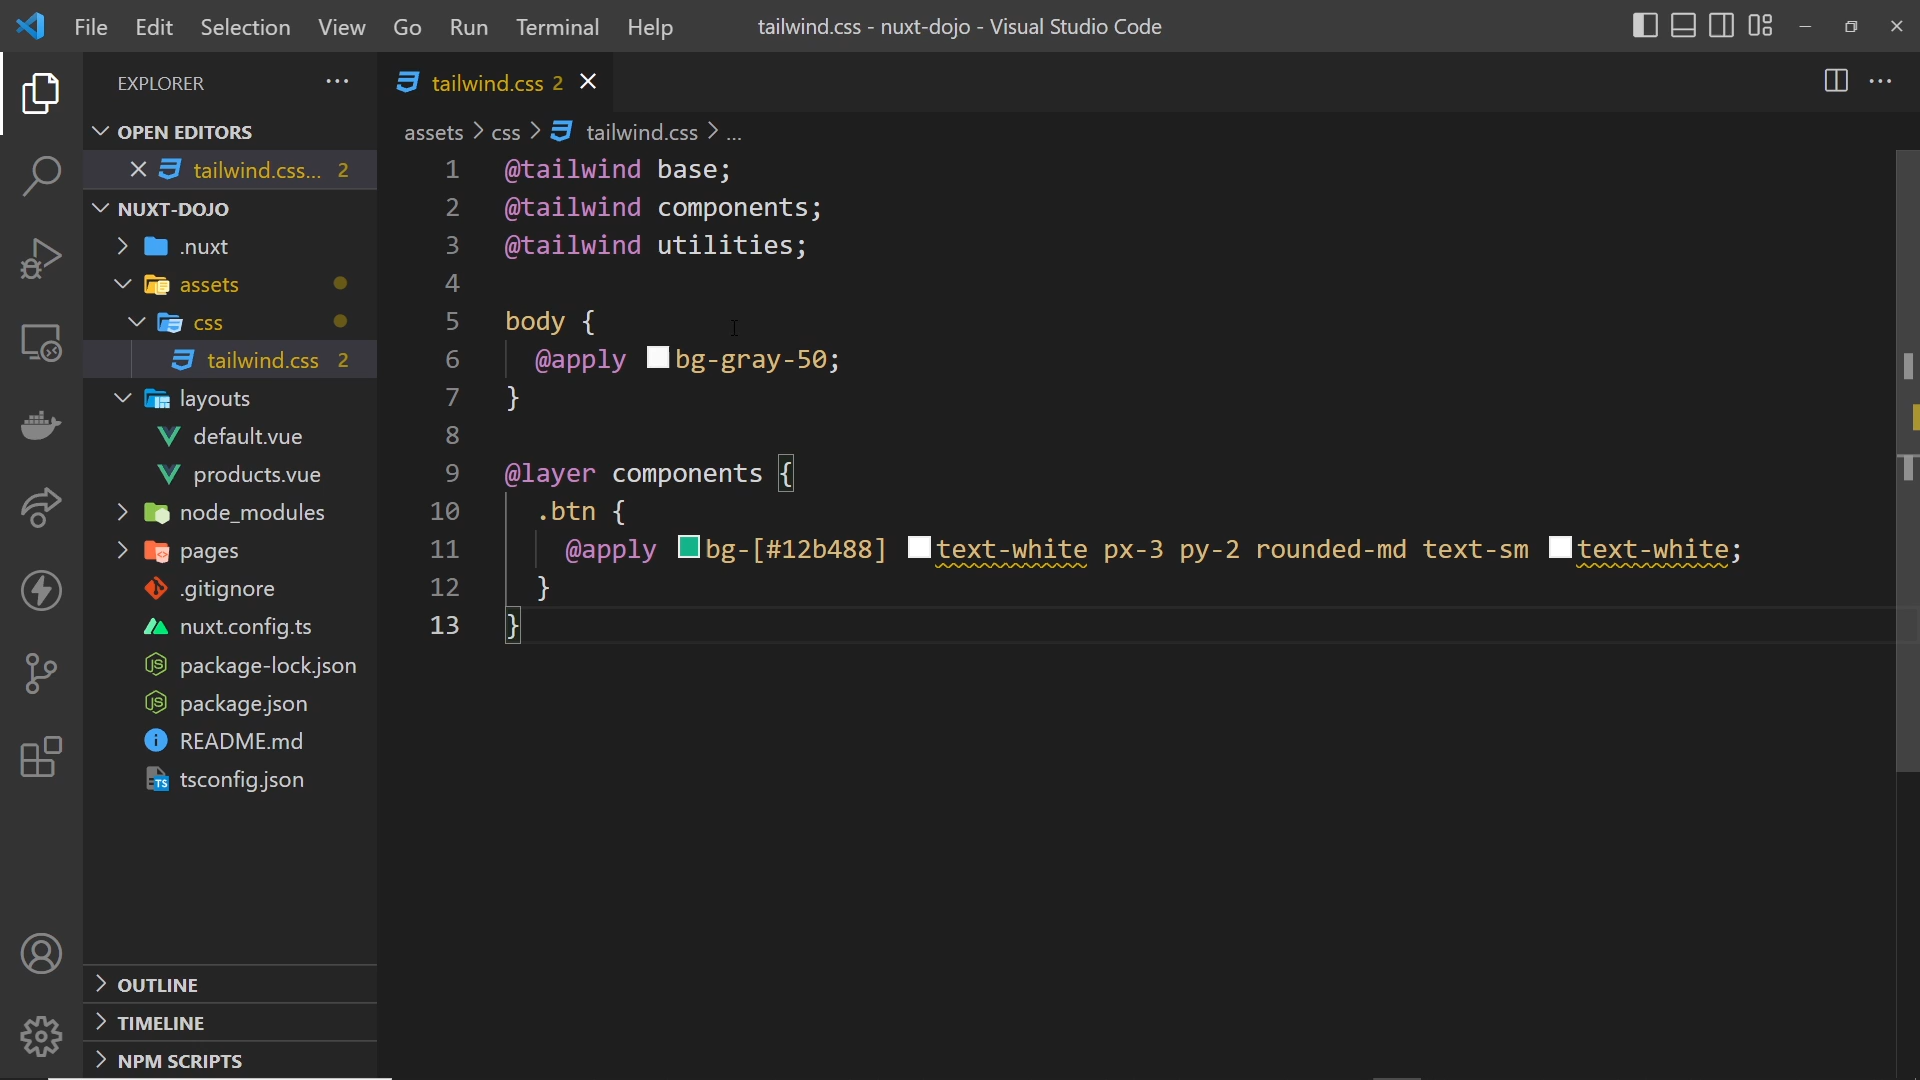 File Edit Selection View Go Run Terminal Help
tailwind.css - nuxt-dojo - Visual Studio Code
EXPLORER
OPEN EDITORS
tailwind.css... 2
NUXT-DOJO
.nuxt
assets
css
tailwind.css 2
layouts
default.vue
products.vue
node_modules
pages
.gitignore
nuxt.config.ts
package-lock.json
package.json
README.md
tsconfig.json
OUTLINE
TIMELINE
NPM SCRIPTS
tailwind.css 2
assets > css > tailwind.css > ...
1 @tailwind base;
2 @tailwind components;
3 @tailwind utilities;
4
5 body {
6 @apply bg-gray-50;
7 }
8
9 @layer components {
10 .btn {
11 @apply bg-[#12b488] text-white px-3 py-2 rounded-md text-sm text-white;
12 }
13 }